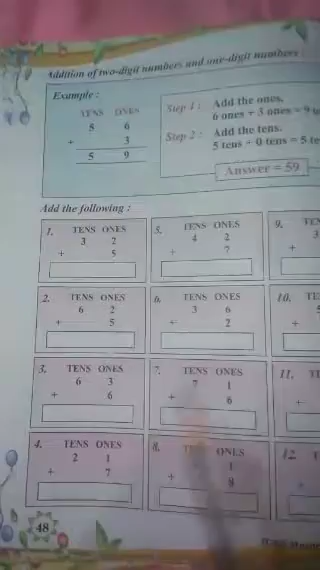 Addition of two-digit numbers and one-digit numbers :
Example :
TENS ONES
5 6
+ 3
5 9
Step 1 : Add the ones.
6 ones + 3 ones = 9
Step 2 : Add the tens.
5 tens + 0 tens = 5
Answer = 59
Add the following :
1. TENS ONES
3 2
+ 5
5. TENS ONES
4 2
+ 7
9.
3
+
2. TENS ONES
6 2
+ 5
6. TENS ONES
3 6
+ 2
10.
+
3. TENS ONES
6 3
+ 6
7. TENS ONES
7 1
+ 6
11.
+
4. TENS ONES
2 1
+ 7
8. ONES
1
+ 8
12.
+
48